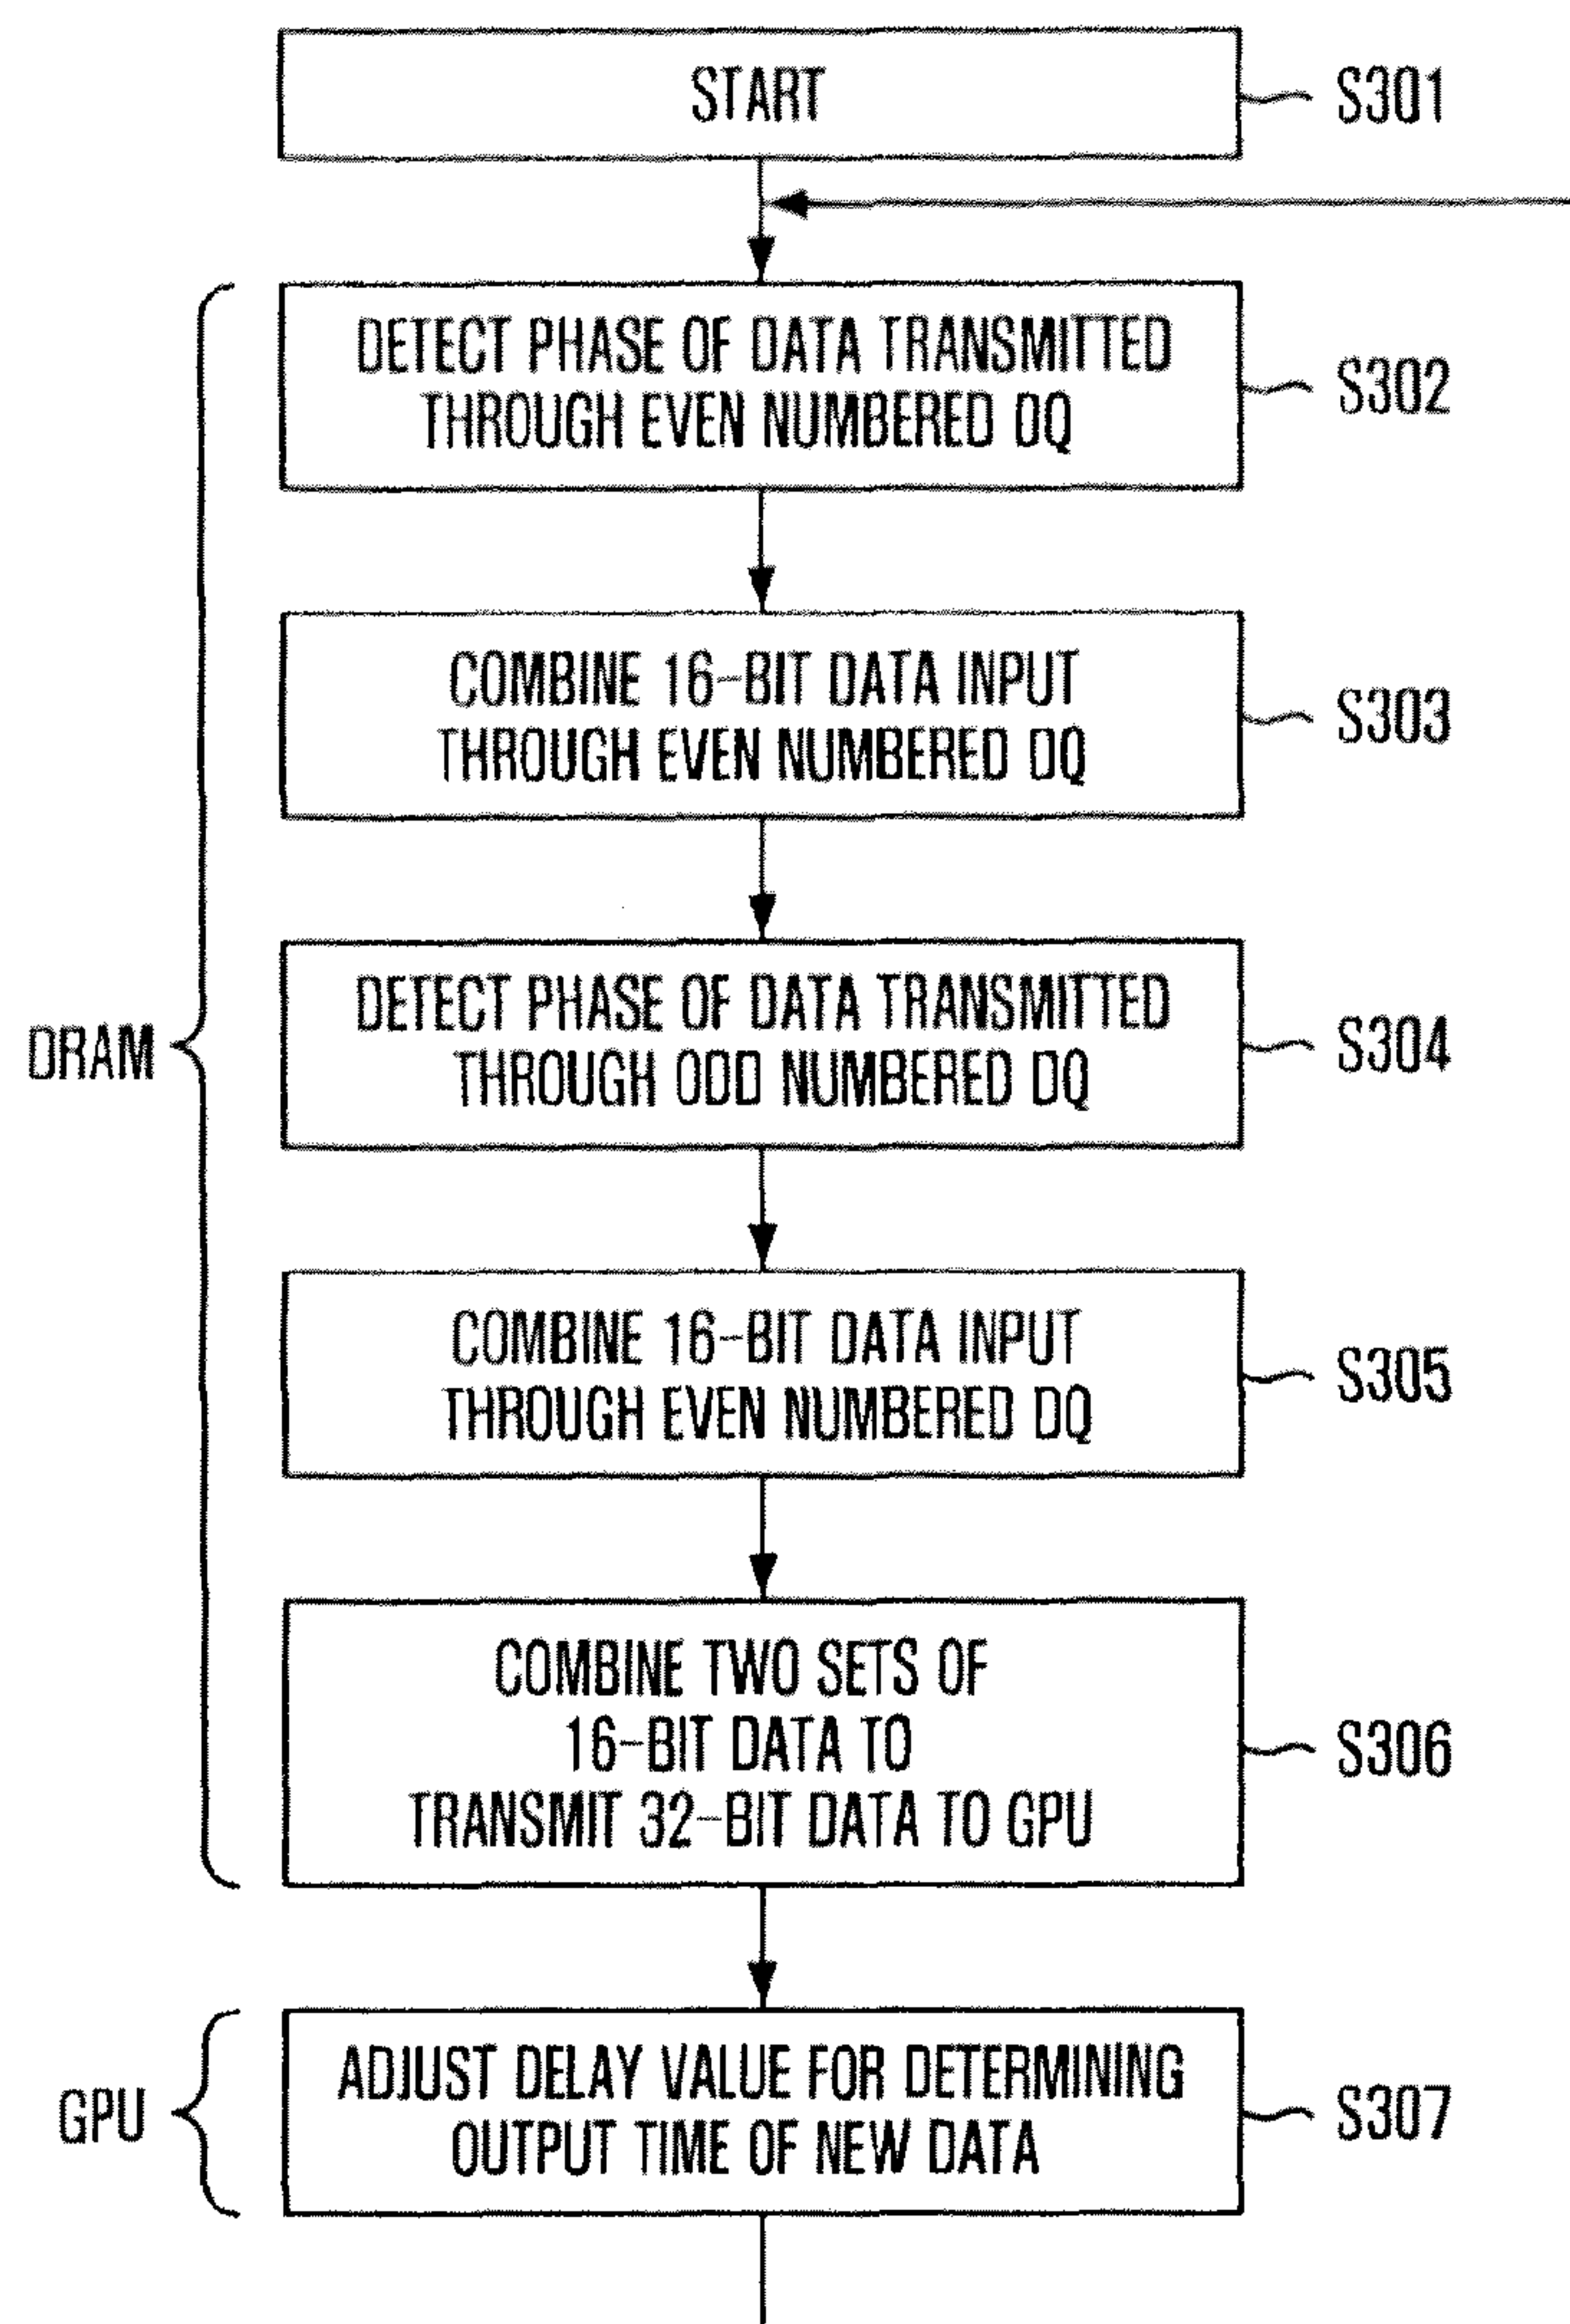 START
S301
DETECT PHASE OF DATA TRANSMITTED
THROUGH EVEN NUMBERED DQ
S302
COMBINE 16-BIT DATA INPUT
THROUGH EVEN NUMBERED DQ
S303
DRAM
DETECT PHASE OF DATA TRANSMITTED
THROUGH ODD NUMBERED DQ
S304
COMBINE 16-BIT DATA INPUT
THROUGH EVEN NUMBERED DQ
S305
COMBINE TWO SETS OF
16-BIT DATA TO
TRANSMIT 32-BIT DATA TO GPU
S306
GPU
ADJUST DELAY VALUE FOR DETERMINING
OUTPUT TIME OF NEW DATA
S307